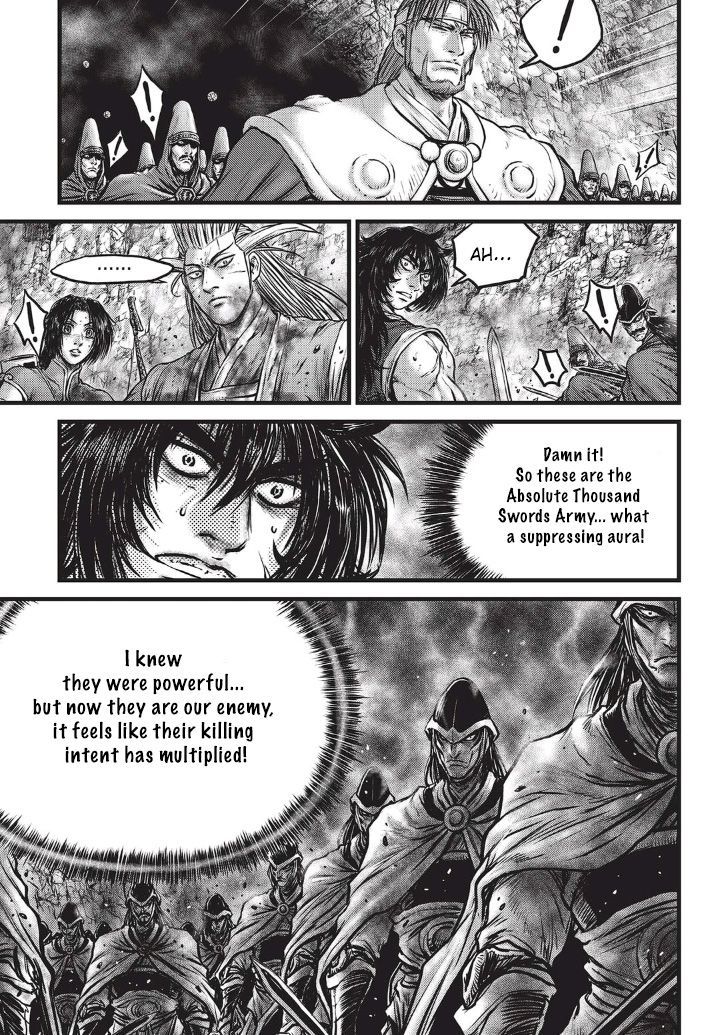 !
!
!
!
AH...
!
!
......
!
Damn it!
So these are the
Absolute Thousand
Swords Army... what
a suppressing aura!
I knew
they were powerful...
but now they are our enemy,
it feels like their killing
intent has multiplied!